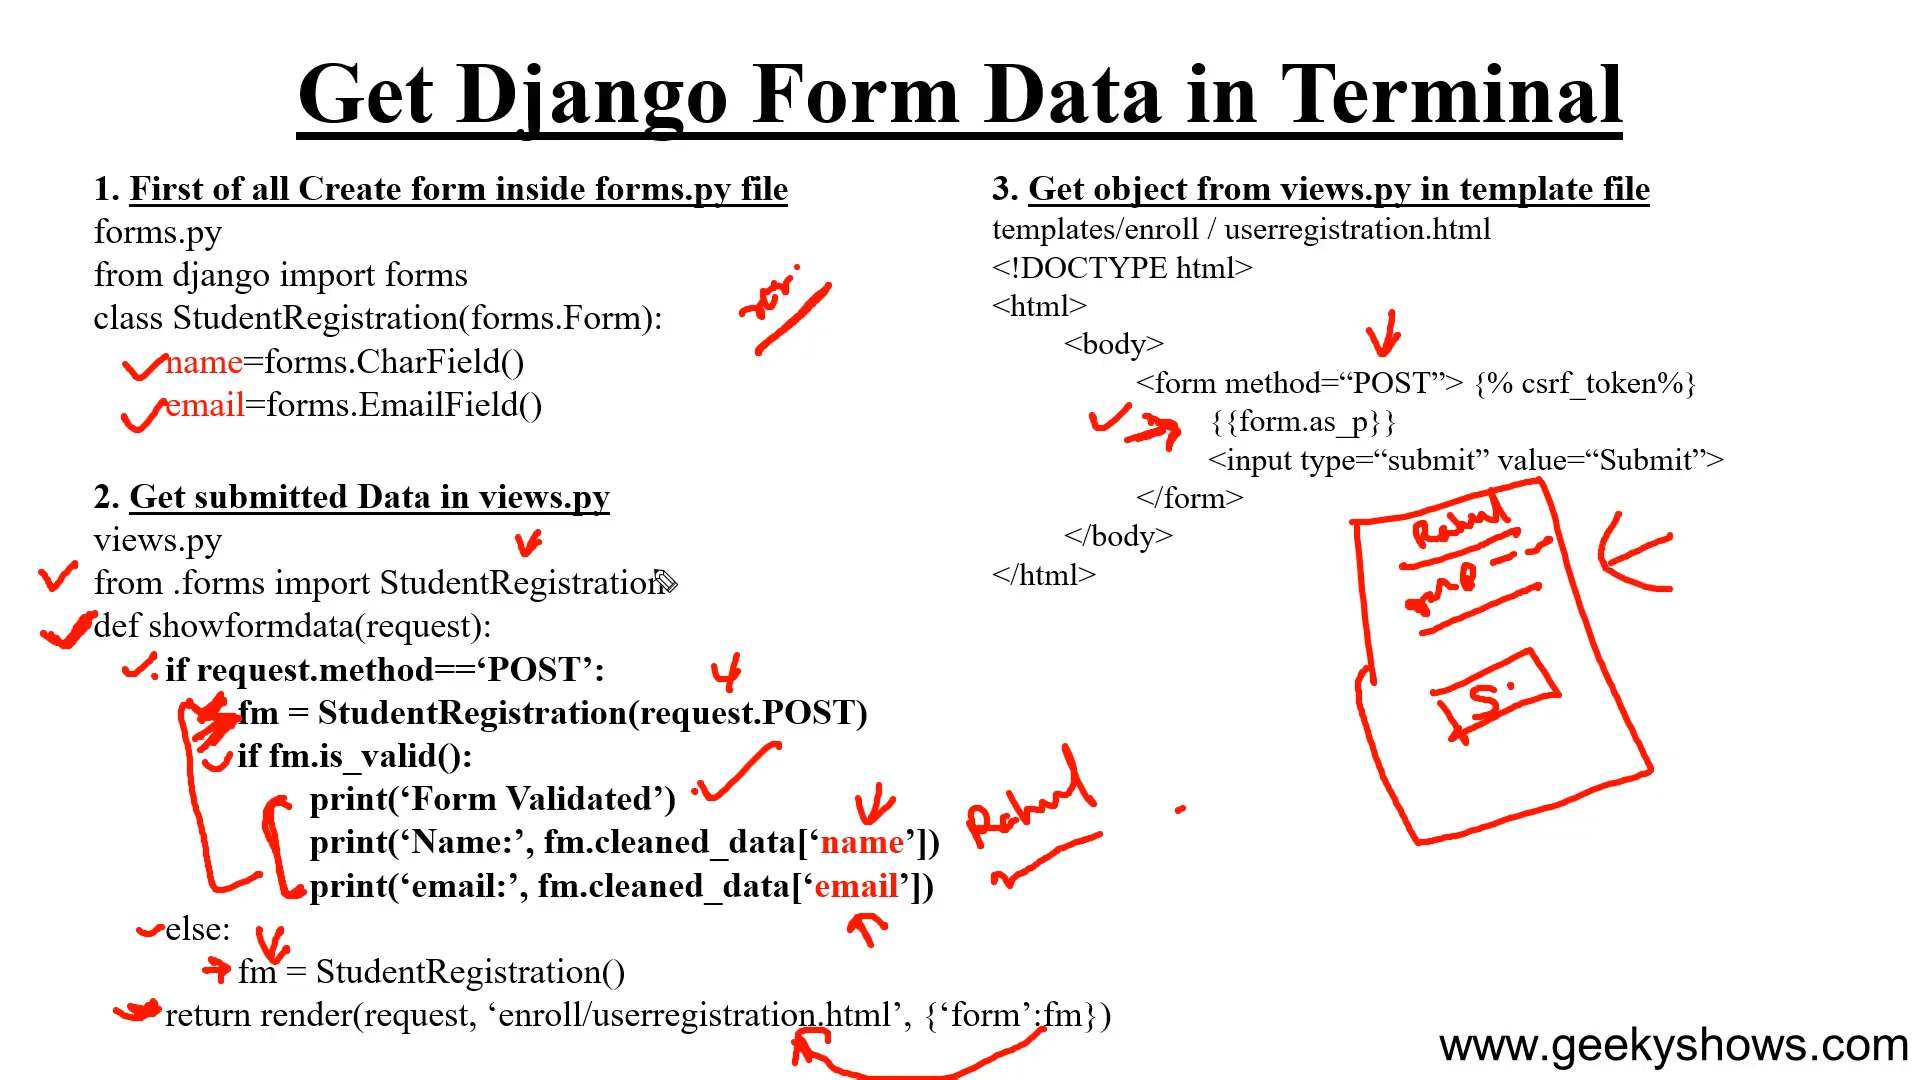 Get Django Form Data in Terminal
1. First of all Create form inside forms.py file
forms.py
from django import forms
class StudentRegistration(forms.Form):
name=forms.CharField()
email=forms.EmailField()
2. Get submitted Data in views.py
views.py
from .forms import StudentRegistration
def showformdata(request):
if request.method==‘POST’:
fm = StudentRegistration(request.POST)
if fm.is_valid():
print(‘Form Validated’)
print(‘Name:’, fm.cleaned_data[‘name’])
print(‘email:’, fm.cleaned_data[‘email’])
else:
fm = StudentRegistration()
return render(request, ‘enroll/userregistration.html’, {‘form’:fm})
Rahul
3. Get object from views.py in template file
templates/enroll / userregistration.html
<!DOCTYPE html>
<html>
<body>
<form method=“POST”> {% csrf_token%}
{{form.as_p}}
<input type=“submit” value=“Submit”>
</form>
</body>
</html>
Rahul
S.
www.geekyshows.com